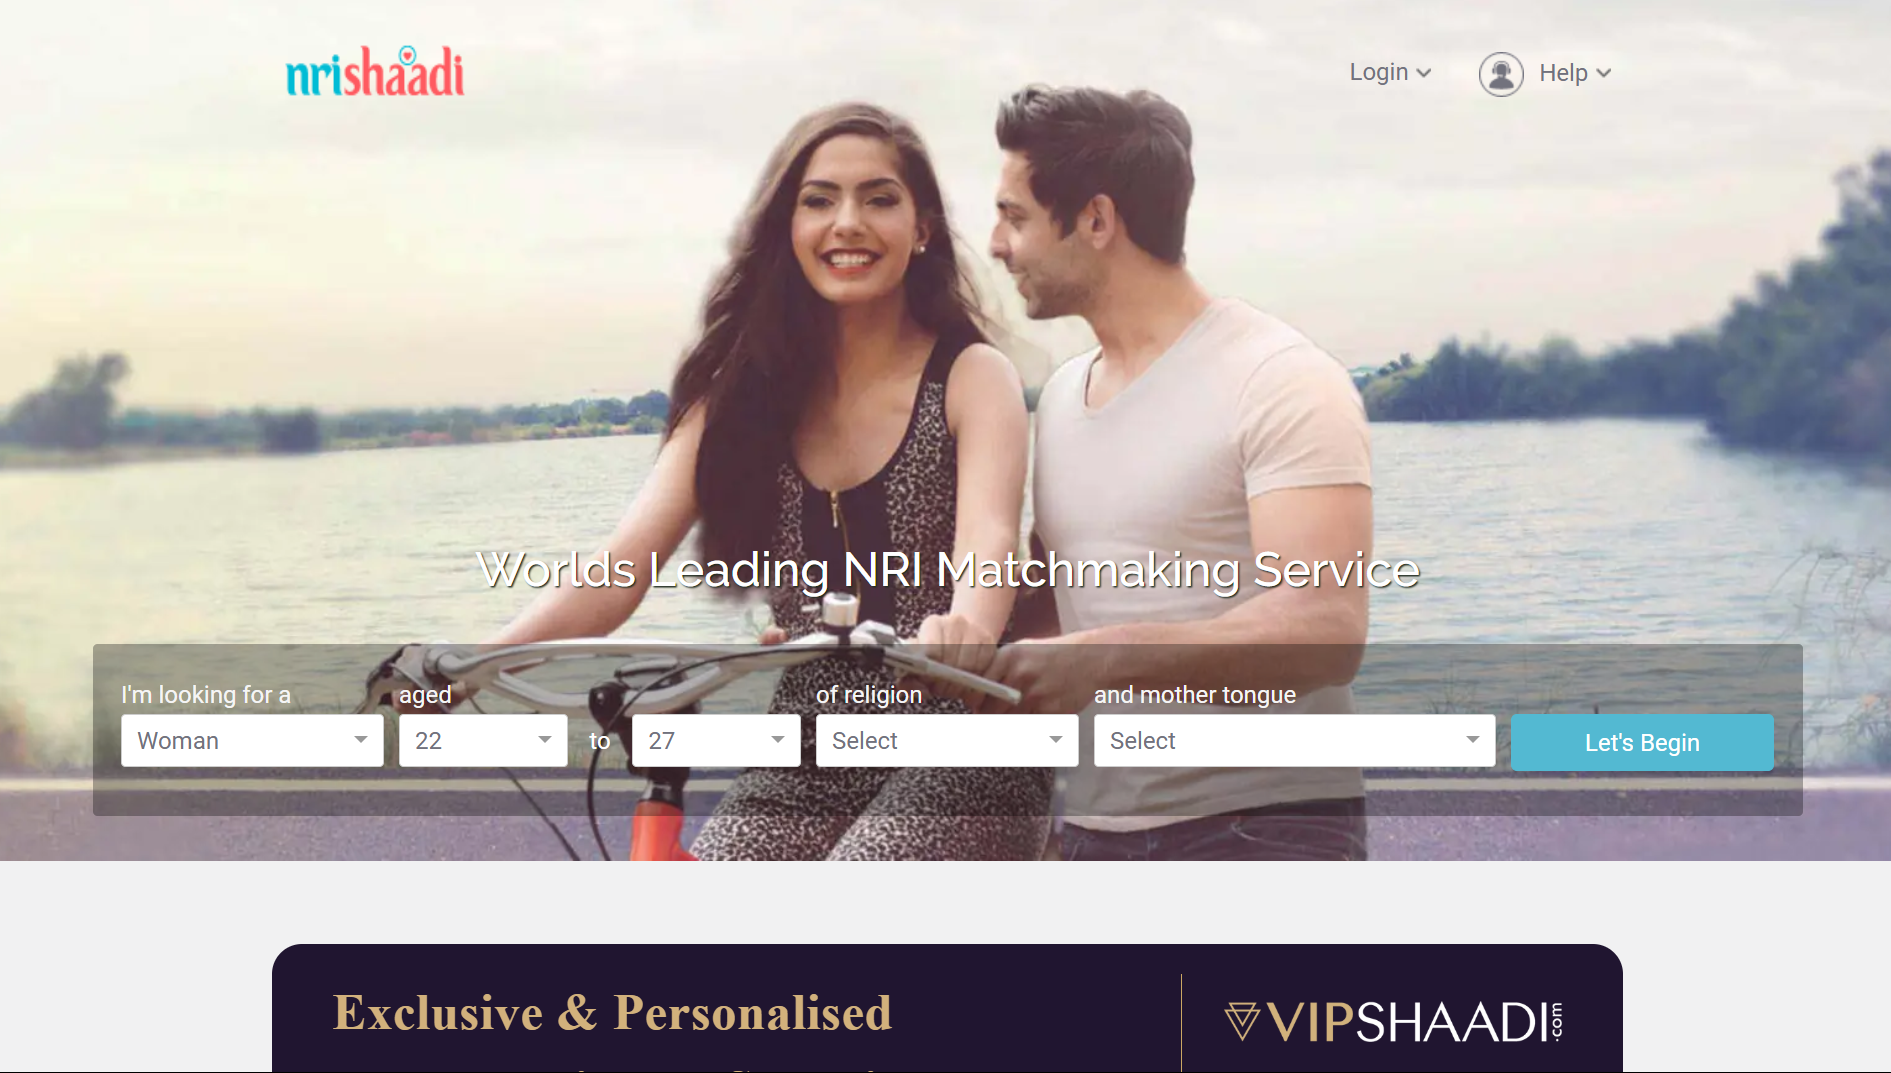 nrishaadi
Login
Help
Worlds Leading NRI Matchmaking Service
I'm looking for a
aged
of religion
and mother tongue
Woman
22
to
27
Select
Select
Let's Begin
Exclusive & Personalised
VIPSHAADI.com